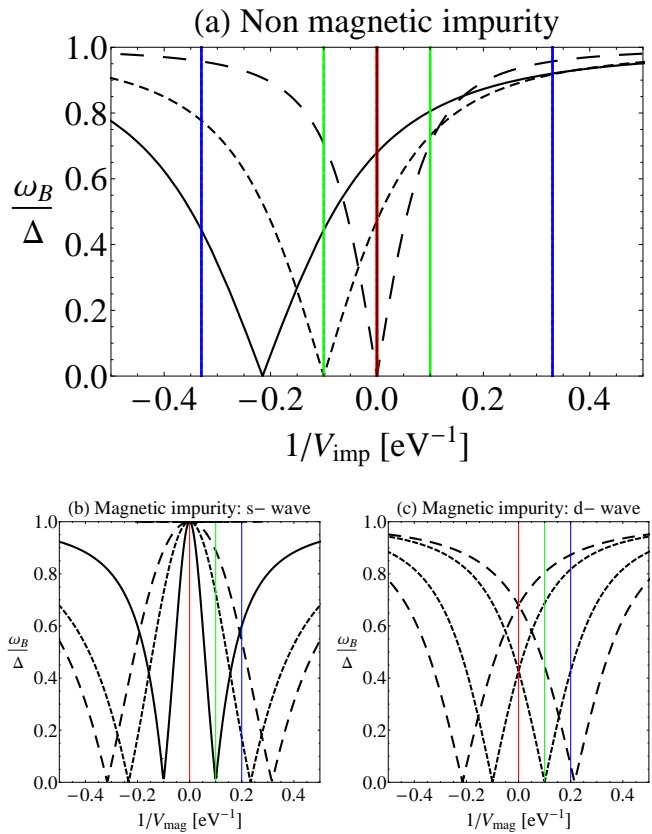 (a) Non magnetic impurity
1.0
0.8
0.6
0.4
0.2
0.0
ω_B
Δ
−0.4 −0.2 0.0 0.2 0.4
1/V_imp [eV⁻¹]
(b) Magnetic impurity: s− wave
1.0
0.8
0.6
0.4
0.2
0.0
ω_B
Δ
−0.4 −0.2 0.0 0.2 0.4
1/V_mag [eV⁻¹]
(c) Magnetic impurity: d− wave
1.0
0.8
0.6
0.4
0.2
0.0
ω_B
Δ
−0.4 −0.2 0.0 0.2 0.4
1/V_mag [eV⁻¹]